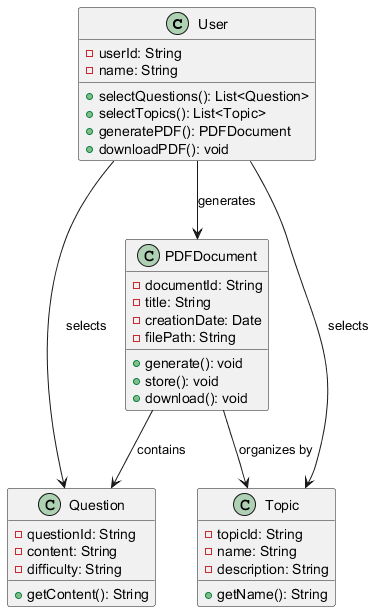 C User
userId: String
name: String
selectQuestions(): List<Question>
selectTopics(): List<Topic>
generatePDF(): PDFDocument
downloadPDF(): void
generates
C PDFDocument
documentId: String
title: String
creationDate: Date
filePath: String
generate(): void
store(): void
download(): void
selects
selects
contains
organizes by
C Question
questionId: String
content: String
difficulty: String
getContent(): String
C Topic
topicId: String
name: String
description: String
getName(): String